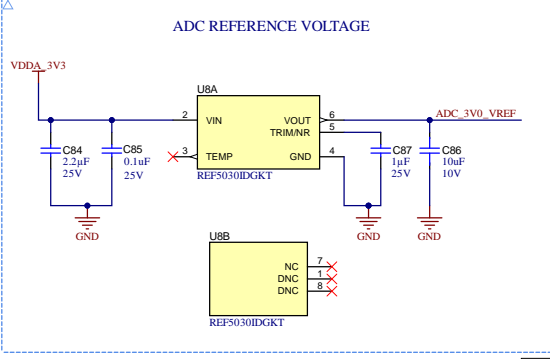 ADC REFERENCE VOLTAGE
VDDA_3V3
U8A
2 VIN VOUT 6 ADC_3V0_VREF
TRIM/NR 5
3 TEMP GND 4
REF5030IDGKT
C84
2.2µF
25V
C85
0.1uF
25V
C87
1µF
25V
C86
10uF
10V
GND
GND
GND
U8B
NC 7
DNC 1
DNC 8
REF5030IDGKT